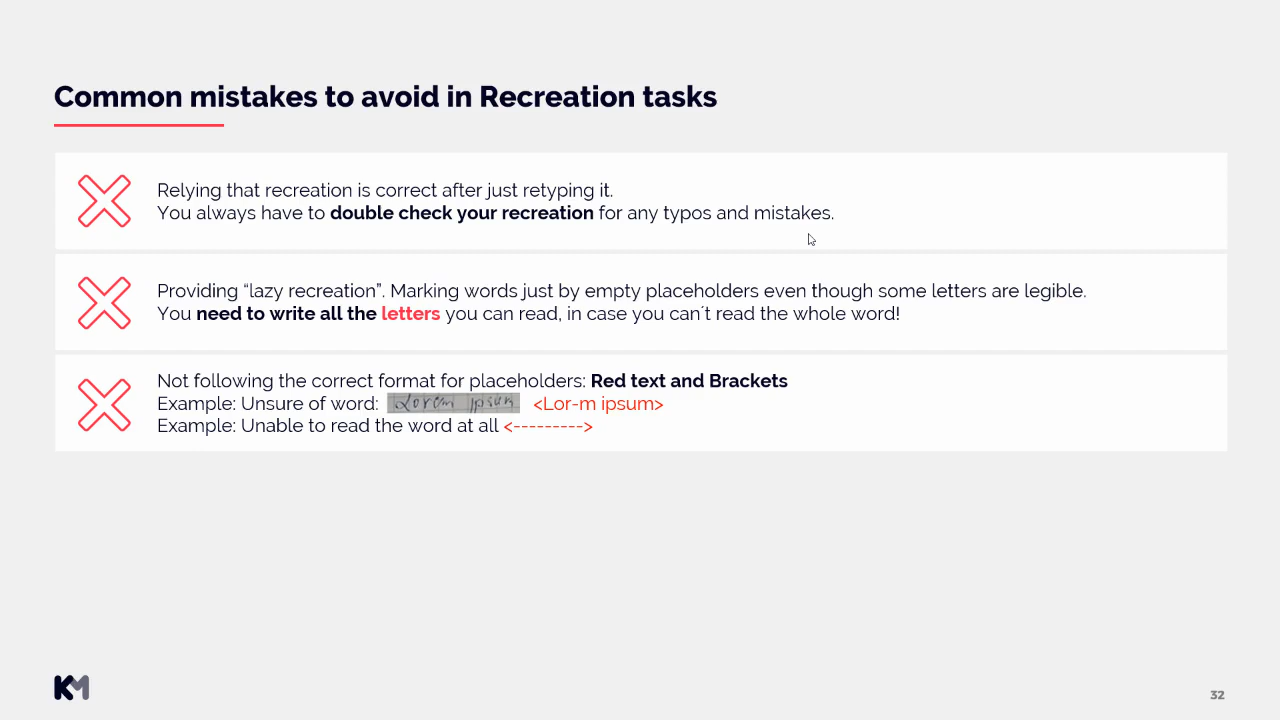 Common mistakes to avoid in Recreation tasks
Relying that recreation is correct after just retyping it.
You always have to double check your recreation for any typos and mistakes.
Providing “lazy recreation”. Marking words just by empty placeholders even though some letters are legible.
You need to write all the letters you can read, in case you can´t read the whole word!
Not following the correct format for placeholders: Red text and Brackets
Example: Unsure of word: Lorem ipsum <Lor-m ipsum>
Example: Unable to read the word at all <--------->
KM
32